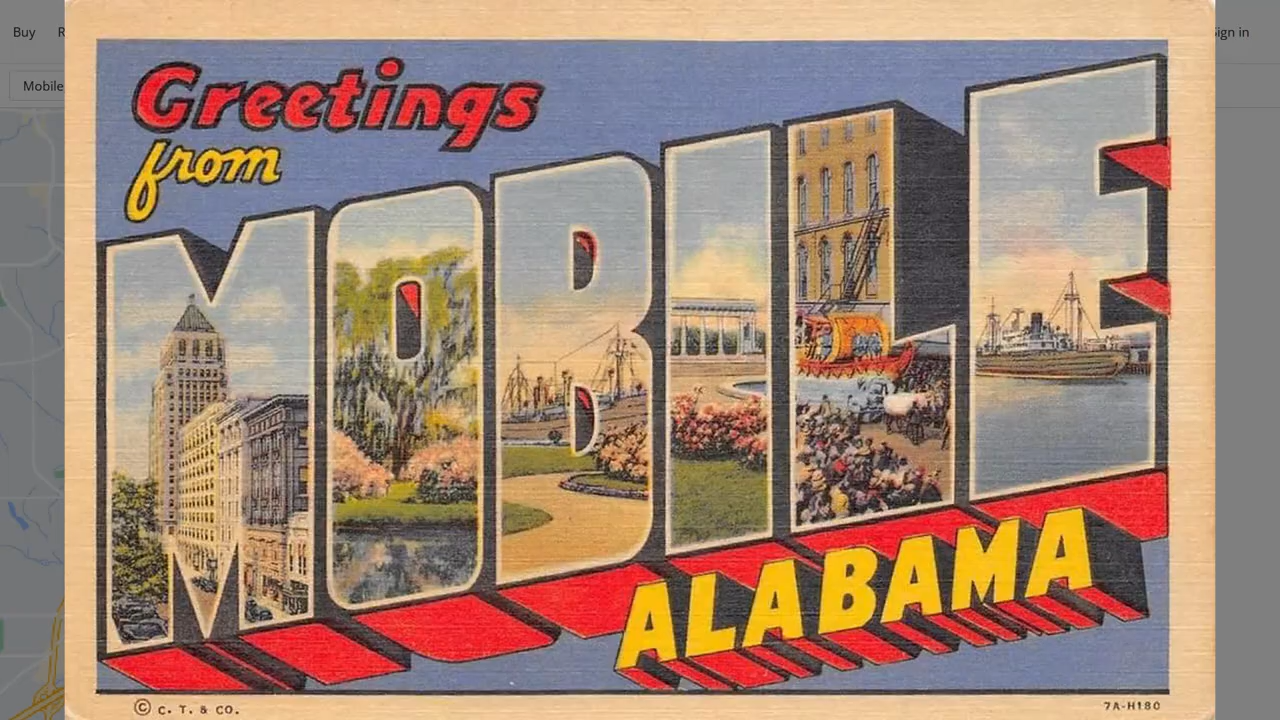 Buy
Sign in
Mobile
Greetings
from
MOBILE
ALABAMA
© C. T. & CO.
7A-H180